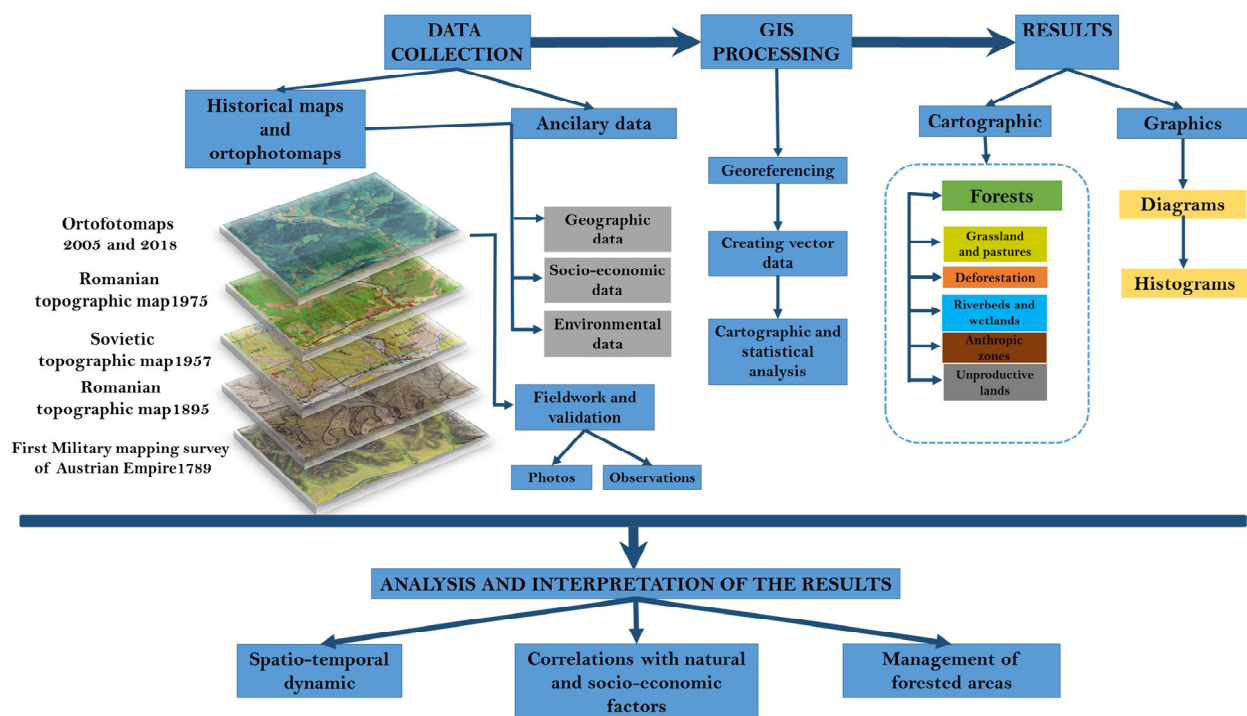 DATA
COLLECTION
GIS
PROCESSING
RESULTS
Historical maps
and
ortophotomaps
Ancilary data
Cartographic
Graphics
Georeferencing
Forests
Ortofotomaps
2005 and 2018
Geographic
data
Creating vector
data
Grassland
and pastures
Diagrams
Romanian
topographic map1975
Socio-economic
data
Deforestation
Histograms
Riverbeds and
wetlands
Sovietic
topographic map1957
Environmental
data
Cartographic and
statistical
analysis
Anthropic
zones
Romanian
topographic map1895
Unproductive
lands
Fieldwork and
validation
First Military mapping survey
of Austrian Empire1789
Photos
Observations
ANALYSIS AND INTERPRETATION OF THE RESULTS
Spatio-temporal
dynamic
Correlations with natural
and socio-economic
factors
Management of
forested areas